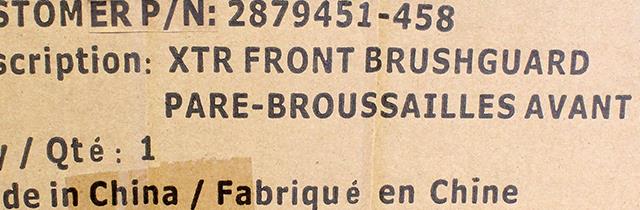 STOMER P/N: 2879451-458
scription: XTR FRONT BRUSHGUARD
PARE-BROUSSAILLES AVANT
/ Qté : 1
de in China / Fabriqué en Chine